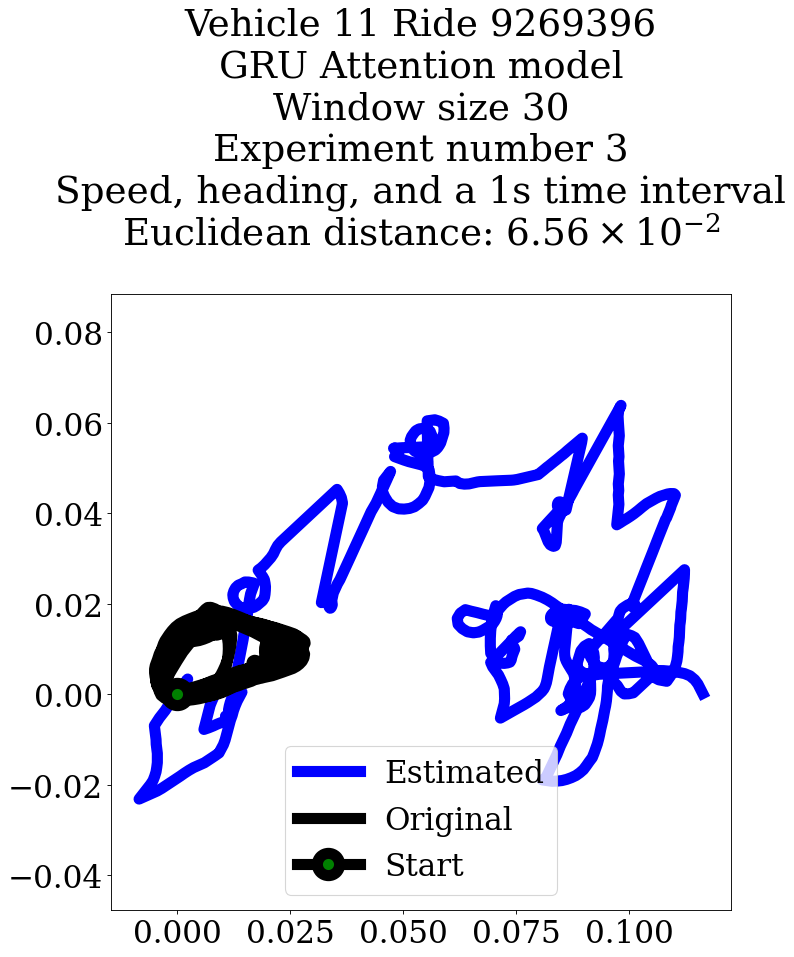 Vehicle 11 Ride 9269396
GRU Attention model
Window size 30
Experiment number 3
Speed, heading, and a 1s time interval
Euclidean distance: 6.56 × 10⁻²
0.08
0.06
0.04
0.02
0.00
−0.02
−0.04
Estimated
Original
Start
0.000 0.025 0.050 0.075 0.100